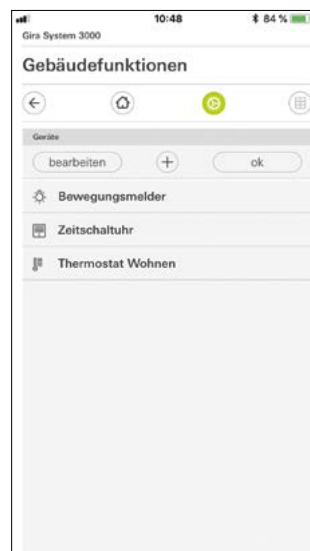 10:48 84 %
Gira System 3000
Gebäudefunktionen
Geräte
bearbeiten + ok
Bewegungsmelder
Zeitschaltuhr
Thermostat Wohnen